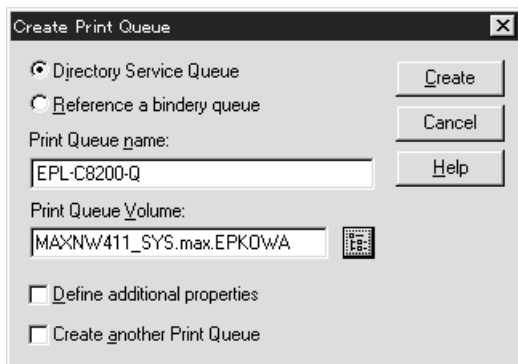 Create Print Queue
Directory Service Queue
Reference a bindery queue
Print Queue name:
EPL-C8200-Q
Print Queue Volume:
MAXNW411_SYS.max.EPKOWA
Define additional properties
Create another Print Queue
Create
Cancel
Help